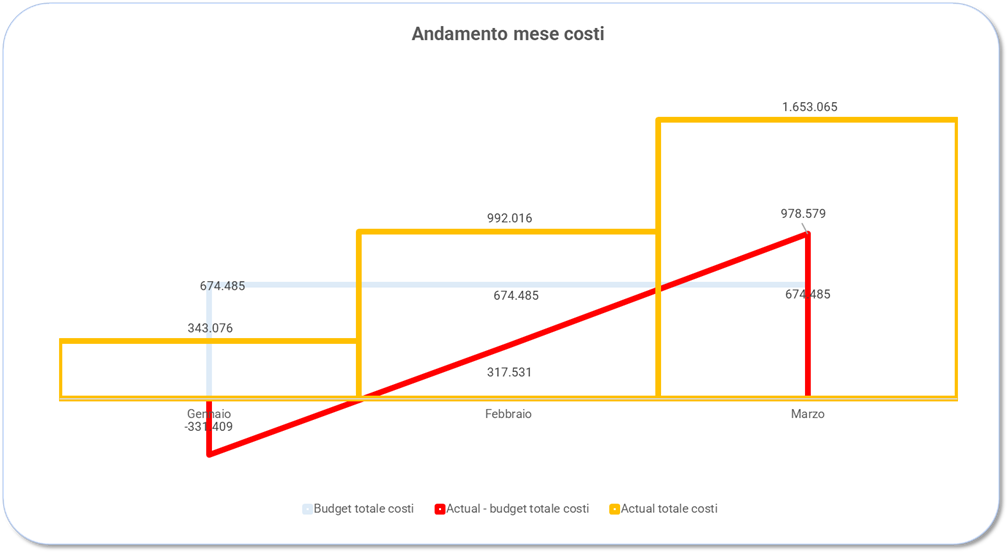 Andamento mese costi
1.653.065
978.579
992.016
674.485
674.485
674.485
343.076
317.531
Gennaio
Febbraio
Marzo
-331.409
Budget totale costi
Actual - budget totale costi
Actual totale costi